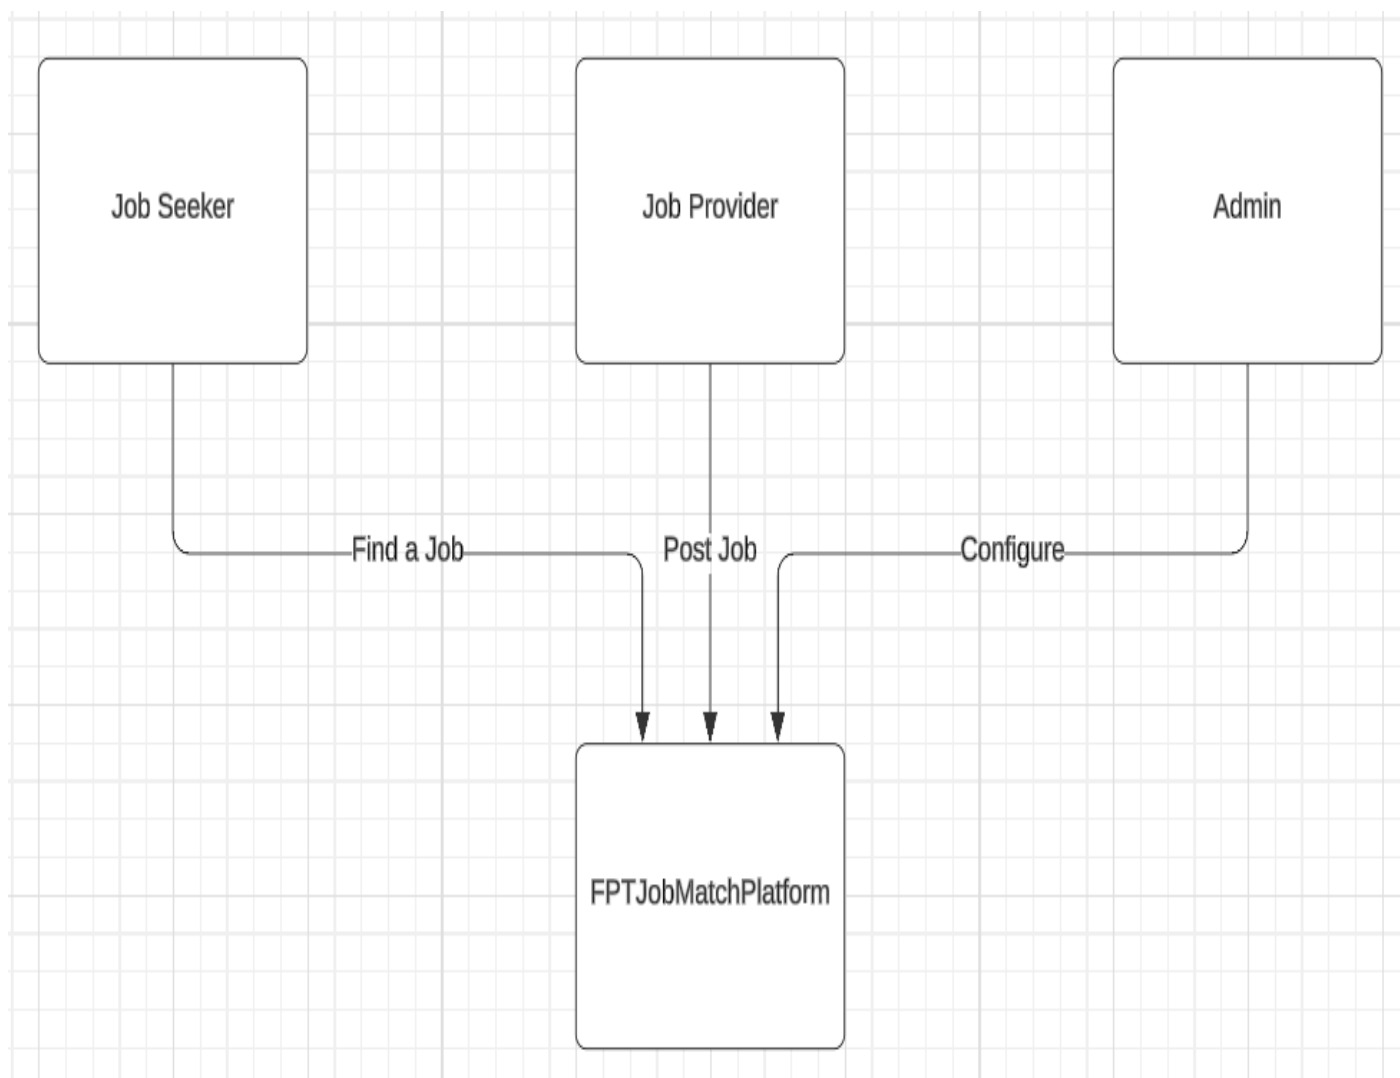 Job Seeker
Job Provider
Admin
Find a Job
Post Job
Configure
FPTJobMatchPlatform